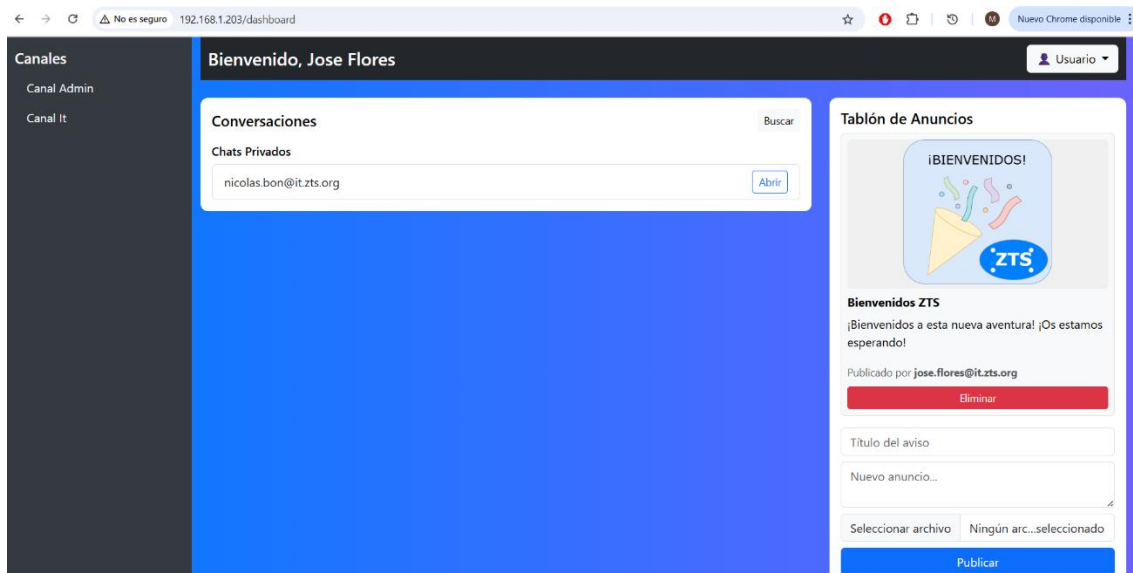 No es seguro 192.168.1.203/dashboard
M
Nuevo Chrome disponible
Canales
Canal Admin
Canal It
Bienvenido, Jose Flores
Usuario
Conversaciones
Buscar
Chats Privados
nicolas.bon@it.zts.org
Abrir
Tablón de Anuncios
¡BIENVENIDOS!
ZTS
Bienvenidos ZTS
¡Bienvenidos a esta nueva aventura! ¡Os estamos
esperando!
Publicado por jose.flores@it.zts.org
Eliminar
Título del aviso
Nuevo anuncio...
Seleccionar archivo Ningún arc...seleccionado
Publicar